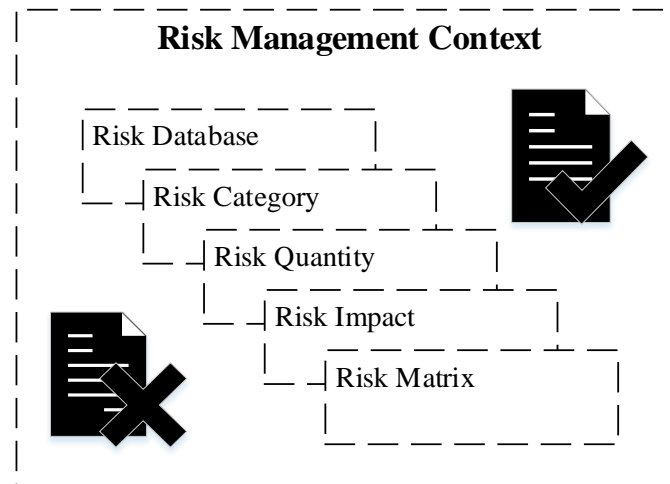 Risk Management Context
Risk Database
Risk Category
Risk Quantity
Risk Impact
Risk Matrix